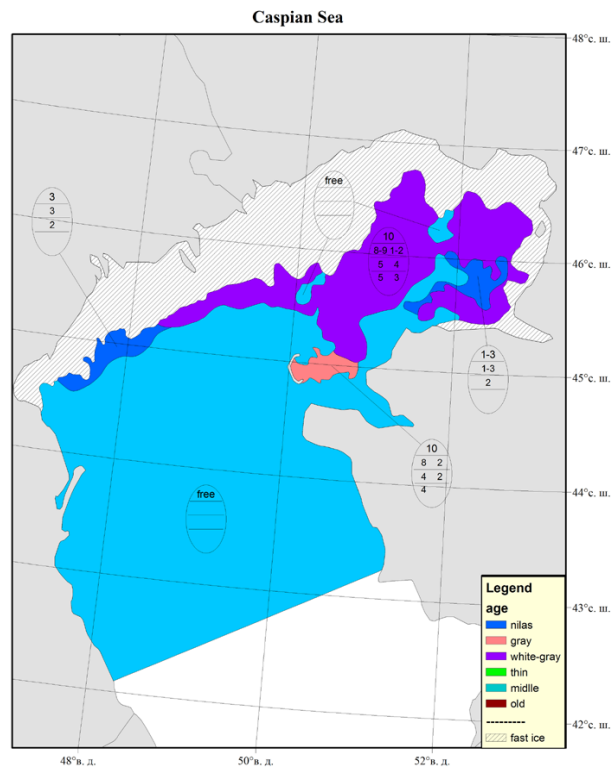 Caspian Sea
48°с. ш.
47°с. ш.
free
3
3
2
10
8-9 1-2
5 4
5 3
46°с. ш.
1-3
1-3
2
45°с. ш.
10
8 2
4 2
4
44°с. ш.
free
Legend
age
nilas
gray
white-gray
thin
midlle
old
fast ice
43°с. ш.
42°с. ш.
48°в. д.
50°в. д.
52°в. д.